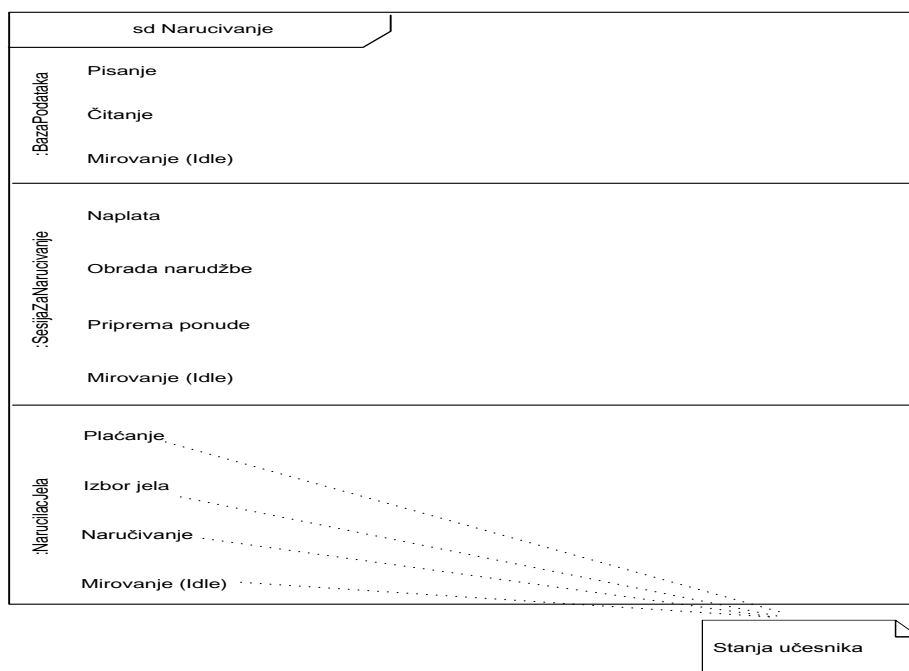 sd Narucivanje
:BazaPodataka
Pisanje
Čitanje
Mirovanje (Idle)
:SesijaZaNarucivanje
Naplata
Obrada narudžbe
Priprema ponude
Mirovanje (Idle)
:NarucilacJela
Plaćanje
Izbor jela
Naručivanje
Mirovanje (Idle)
Stanja učesnika